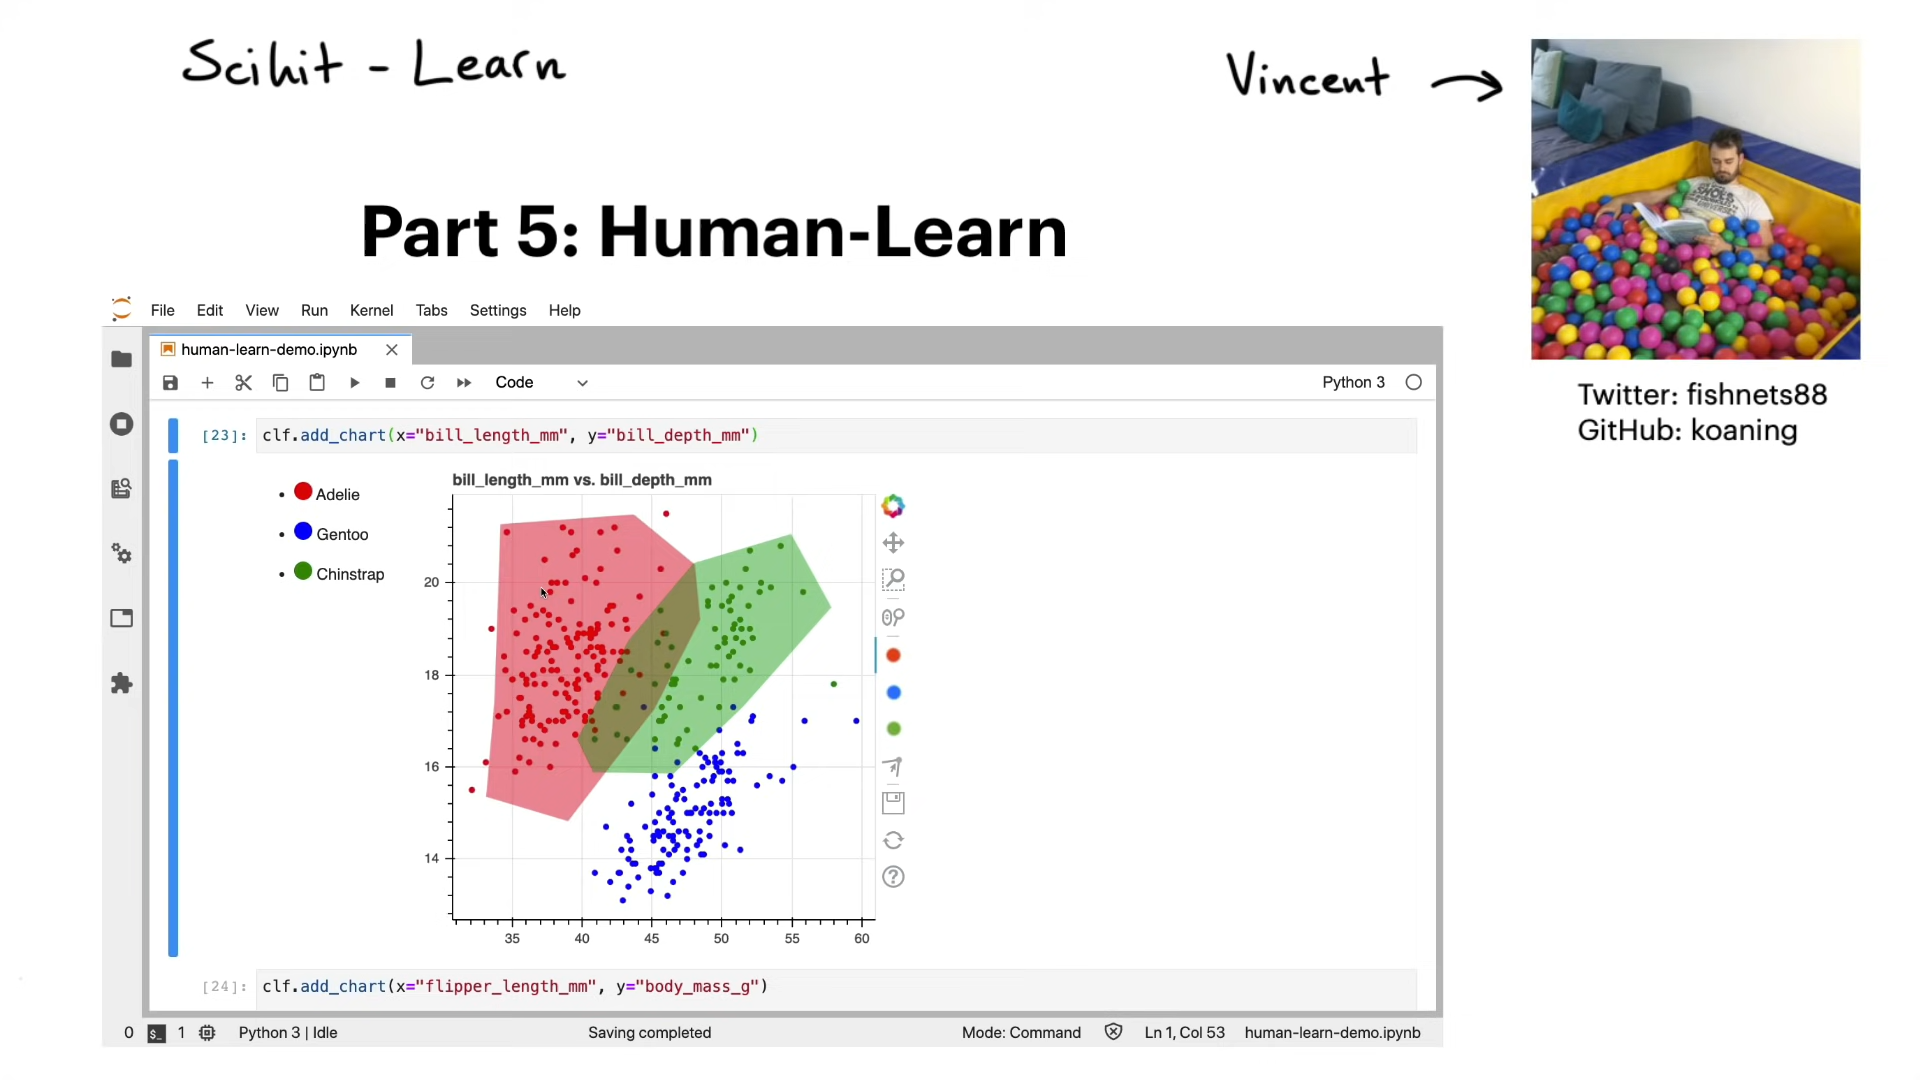 Scikit - Learn
Vincent →
Part 5: Human-Learn
Twitter: fishnets88
GitHub: koaning
File Edit View Run Kernel Tabs Settings Help
human-learn-demo.ipynb
Code
Python 3
[23]: clf.add_chart(x="bill_length_mm", y="bill_depth_mm")
bill_length_mm vs. bill_depth_mm
Adelie
Gentoo
Chinstrap
20
18
16
14
35 40 45 50 55 60
[24]: clf.add_chart(x="flipper_length_mm", y="body_mass_g")
0 $_ 1 Python 3 | Idle Saving completed Mode: Command Ln 1, Col 53 human-learn-demo.ipynb